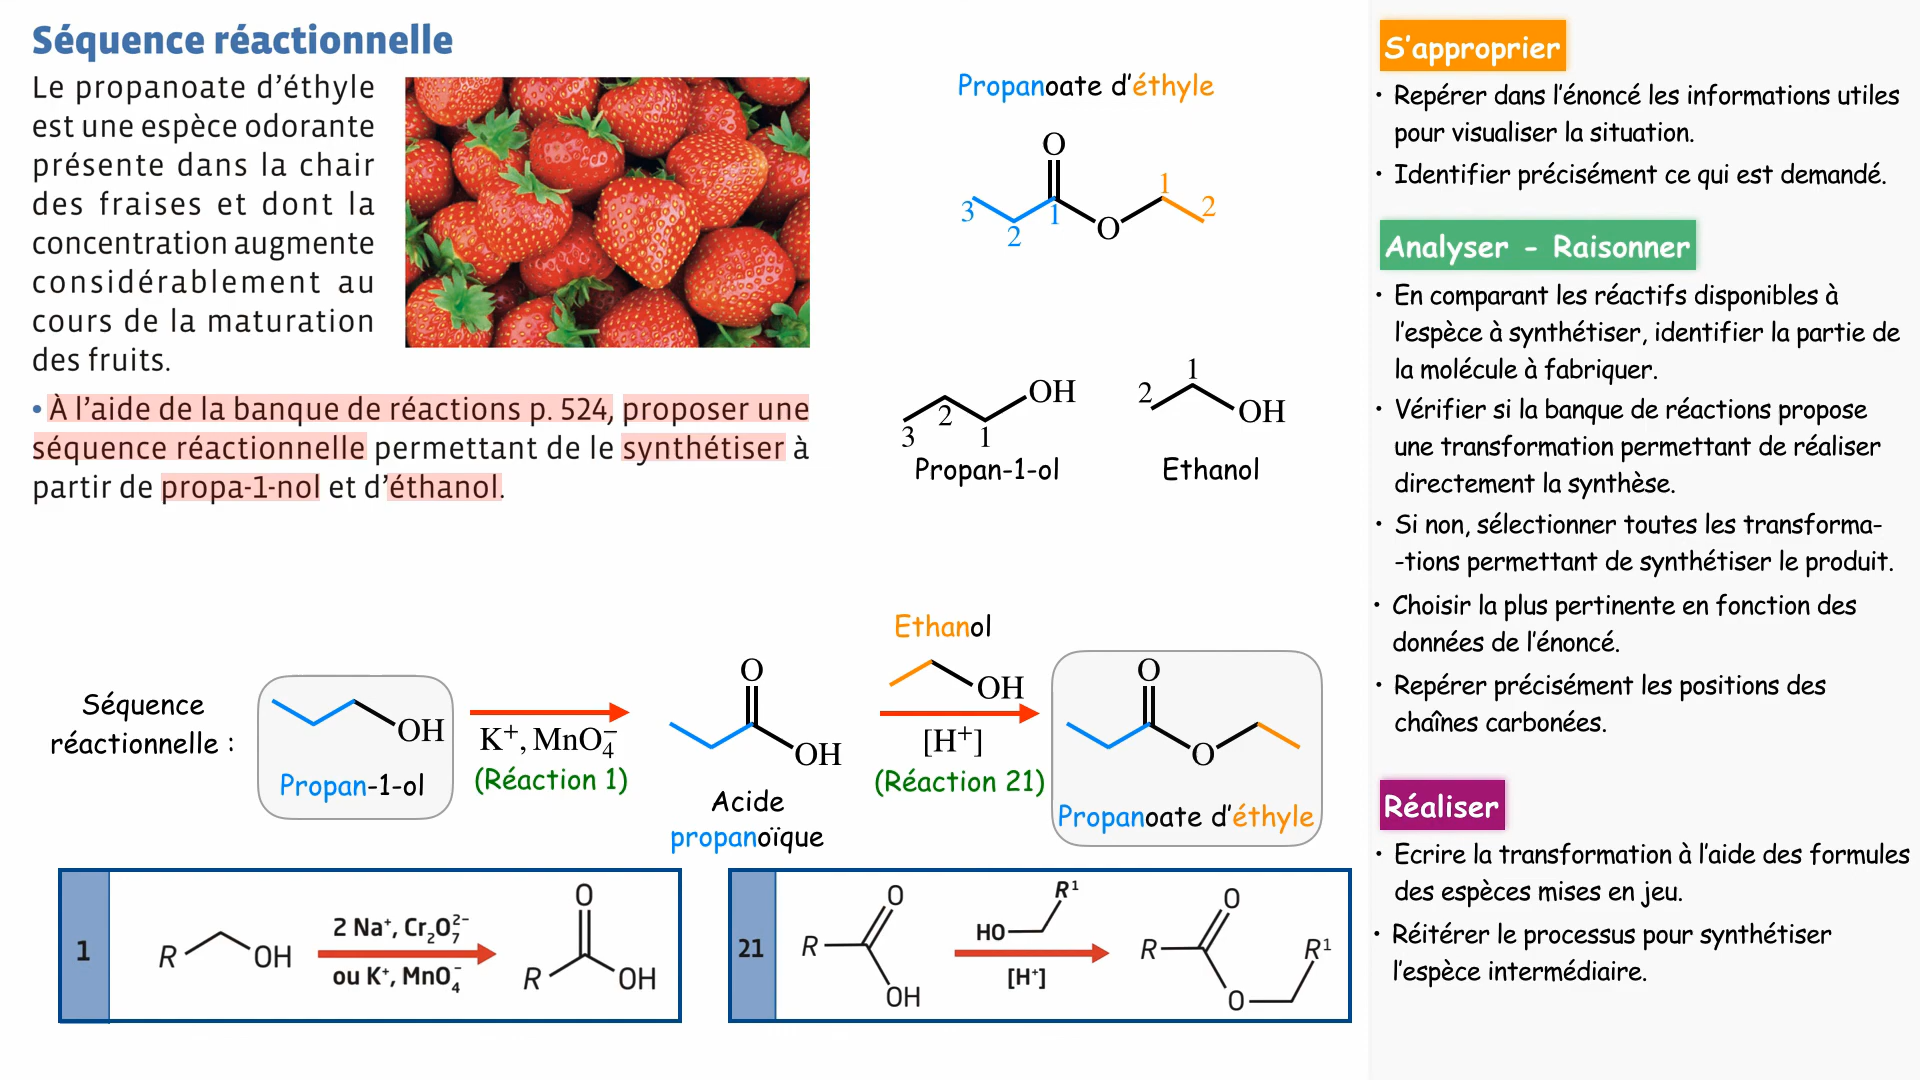 Séquence réactionnelle
Le propanoate d'éthyle
est une espèce odorante
présente dans la chair
des fraises et dont la
concentration augmente
considérablement au
cours de la maturation
des fruits.
• À l'aide de la banque de réactions p. 524, proposer une
séquence réactionnelle permettant de le synthétiser à
partir de propa-1-nol et d'éthanol.
Propanoate d'éthyle
O
3 2 1 O 1 2
OH
3 2 1
Propan-1-ol
2 1 OH
Ethanol
Séquence
réactionnelle :
OH
Propan-1-ol
K⁺, MnO₄⁻
(Réaction 1)
O
OH
Acide
propanoïque
Ethanol
OH
[H⁺]
(Réaction 21)
O
O
Propanoate d'éthyle
1
R OH
2 Na⁺, Cr₂O₇²⁻
ou K⁺, MnO₄⁻
O
R OH
21
O
R
OH
R¹
HO
[H⁺]
O
R R¹
O
S'approprier
• Repérer dans l'énoncé les informations utiles
pour visualiser la situation.
• Identifier précisément ce qui est demandé.
Analyser - Raisonner
• En comparant les réactifs disponibles à
l'espèce à synthétiser, identifier la partie de
la molécule à fabriquer.
• Vérifier si la banque de réactions propose
une transformation permettant de réaliser
directement la synthèse.
• Si non, sélectionner toutes les transforma-
-tions permettant de synthétiser le produit.
• Choisir la plus pertinente en fonction des
données de l'énoncé.
• Repérer précisément les positions des
chaînes carbonées.
Réaliser
• Ecrire la transformation à l'aide des formules
des espèces mises en jeu.
• Réitérer le processus pour synthétiser
l'espèce intermédiaire.